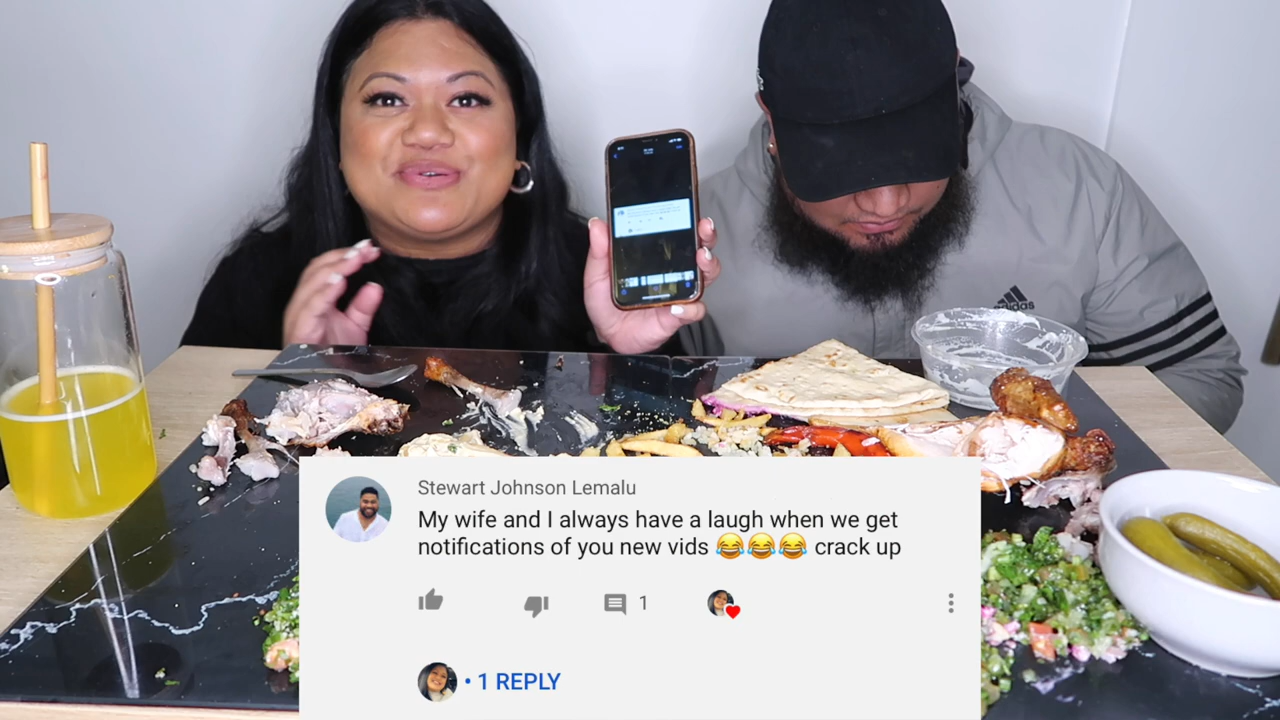 adidas
Stewart Johnson Lemalu
My wife and I always have a laugh when we get
notifications of you new vids 😂😂😂 crack up
1
• 1 REPLY